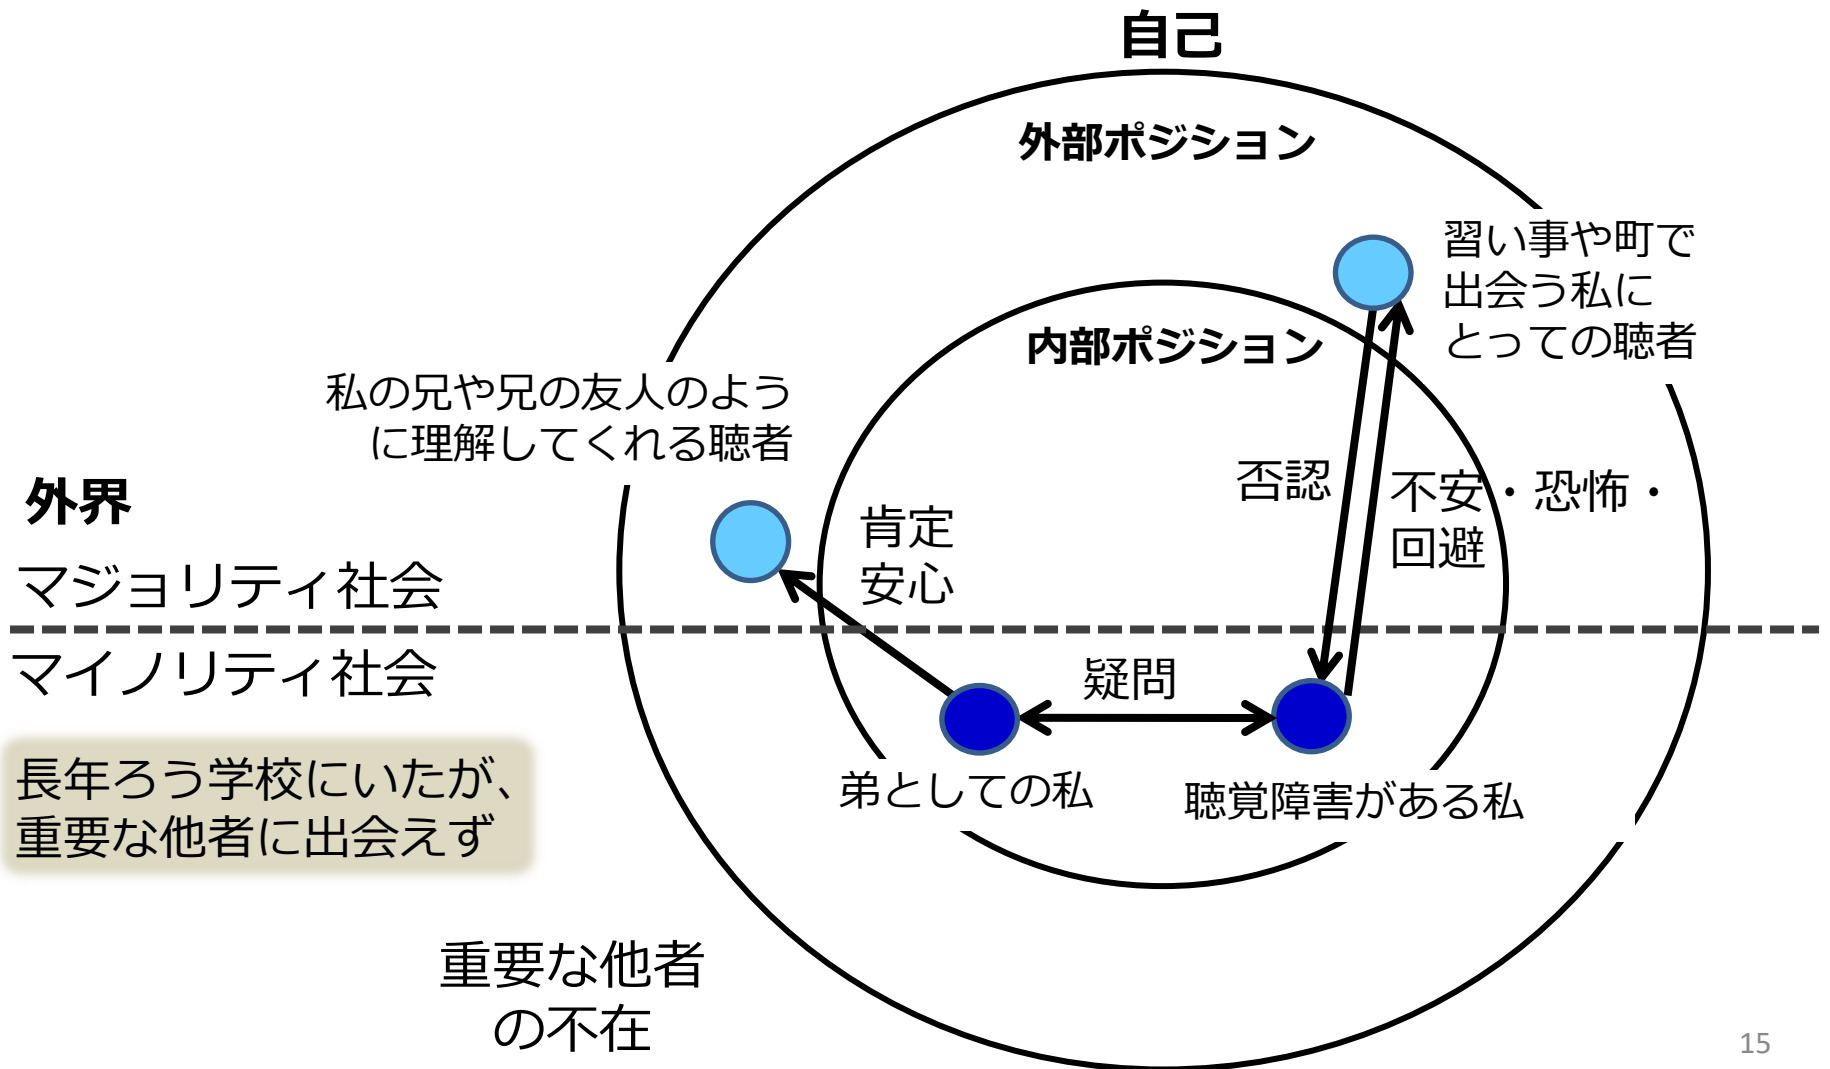 自己
外部ポジション
習い事や町で
出会う私に
とっての聴者
内部ポジション
私の兄や兄の友人のよう
に理解してくれる聴者
否認
不安・恐怖・
回避
外界
肯定
安心
マジョリティ社会
マイノリティ社会
疑問
長年ろう学校にいたが、
重要な他者に出会えず
弟としての私
聴覚障害がある私
重要な他者
の不在
15